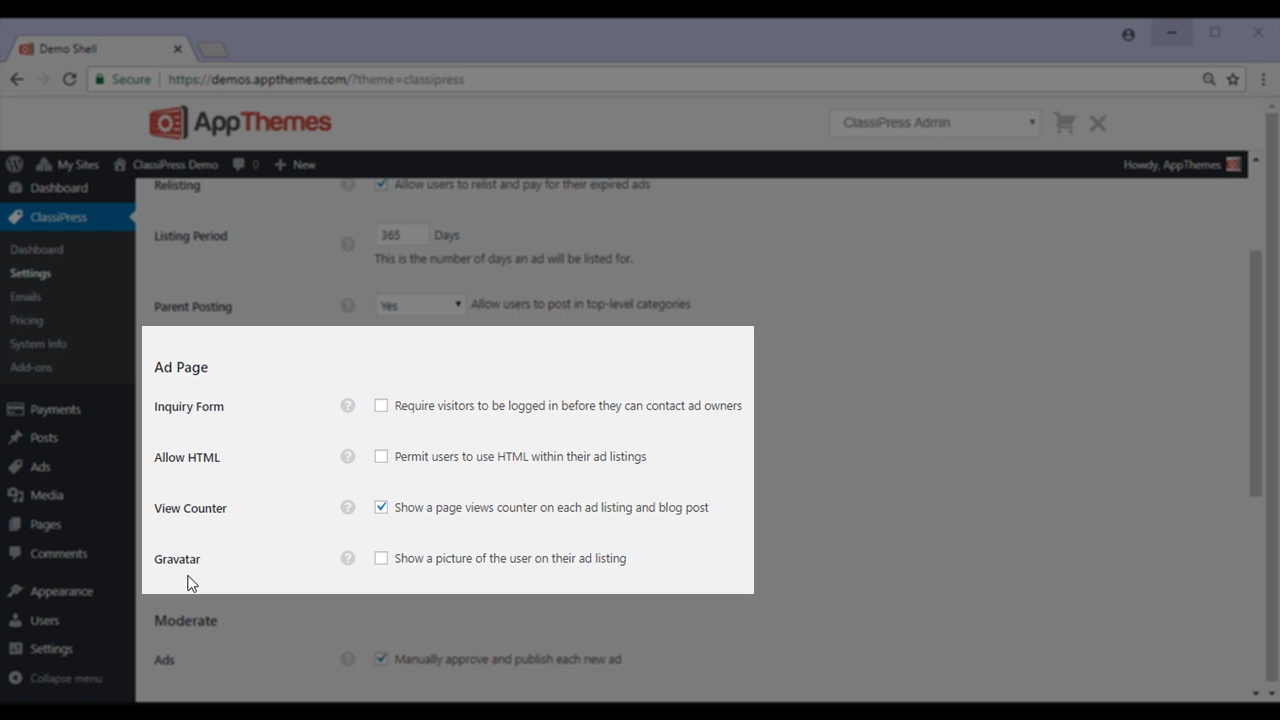 Demo Shell
Secure https://demos.appthemes.com/?theme=classipress
AppThemes
ClassiPress Admin
My Sites ClassiPress Demo 0 New
Howdy, AppThemes
Dashboard
ClassiPress
Dashboard
Settings
Emails
Pricing
System Info
Add-ons
Payments
Posts
Ads
Media
Pages
Comments
Appearance
Users
Settings
Collapse menu
Relisting ? Allow users to relist and pay for their expired ads
Listing Period ? 365 Days
This is the number of days an ad will be listed for.
Parent Posting ? Yes Allow users to post in top-level categories
Ad Page
Inquiry Form ? Require visitors to be logged in before they can contact ad owners
Allow HTML ? Permit users to use HTML within their ad listings
View Counter ? Show a page views counter on each ad listing and blog post
Gravatar ? Show a picture of the user on their ad listing
Moderate
Ads ? Manually approve and publish each new ad